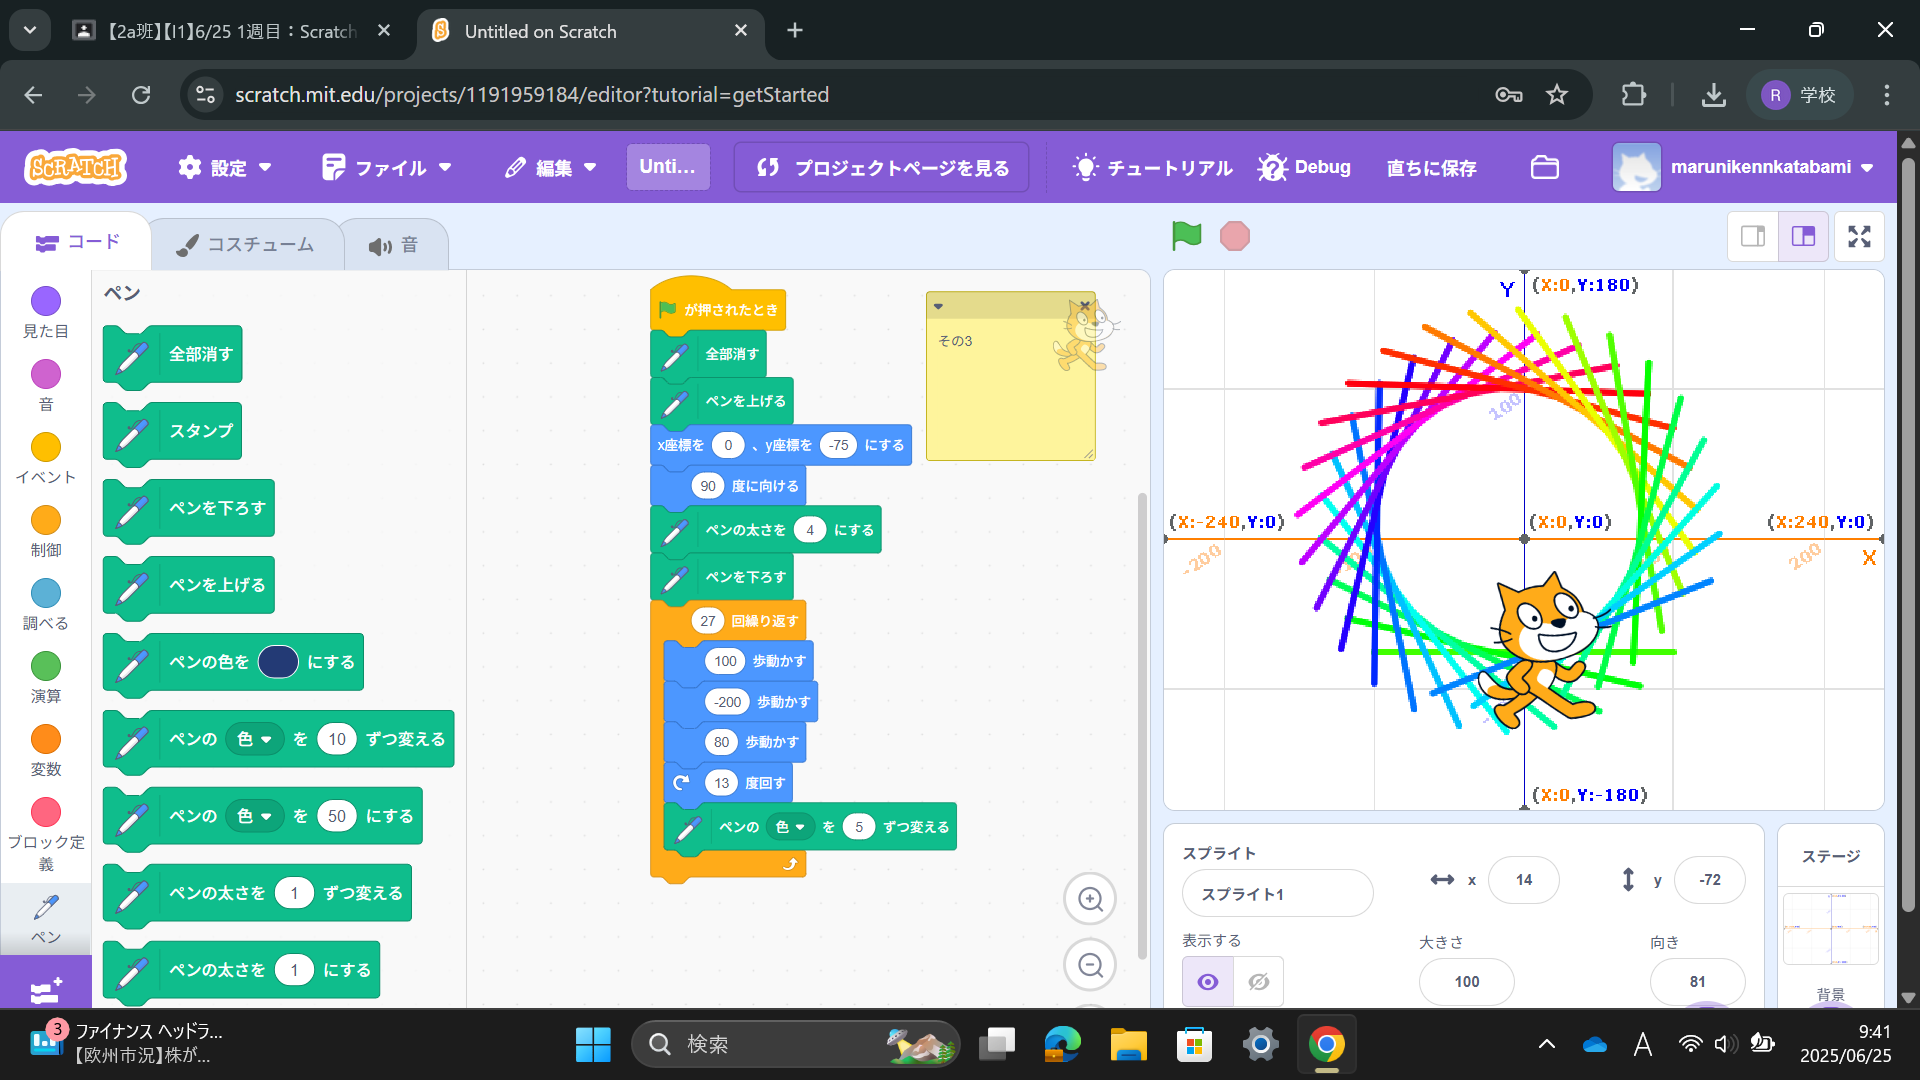 【2a班】【I1】6/25 1週目：Scratch
Untitled on Scratch
scratch.mit.edu/projects/1191959184/editor?tutorial=getStarted
R 学校
SCRATCH
設定
ファイル
編集
Unti...
プロジェクトページを見る
チュートリアル
Debug
直ちに保存
marunikennkatabami
コード
コスチューム
音
見た目
音
イベント
制御
調べる
演算
変数
ブロック定
義
ペン
ペン
全部消す
スタンプ
ペンを下ろす
ペンを上げる
ペンの色を にする
ペンの 色 を 10 ずつ変える
ペンの 色 を 50 にする
ペンの太さを 1 ずつ変える
ペンの太さを 1 にする
が押されたとき
全部消す
ペンを上げる
x座標を 0 、y座標を -75 にする
90 度に向ける
ペンの太さを 4 にする
ペンを下ろす
27 回繰り返す
100 歩動かす
-200 歩動かす
80 歩動かす
13 度回す
ペンの 色 を 5 ずつ変える
その3
Y (X:0,Y:180)
100
(X:-240,Y:0)
(X:0,Y:0)
(X:240,Y:0)
-200
200
X
(X:0,Y:-180)
スプライト
スプライト1
x 14
y -72
表示する
大きさ
100
向き
81
ステージ
背景
3
ファイナンス ヘッドラ...
【欧州市況】株が...
検索
A
9:41
2025/06/25